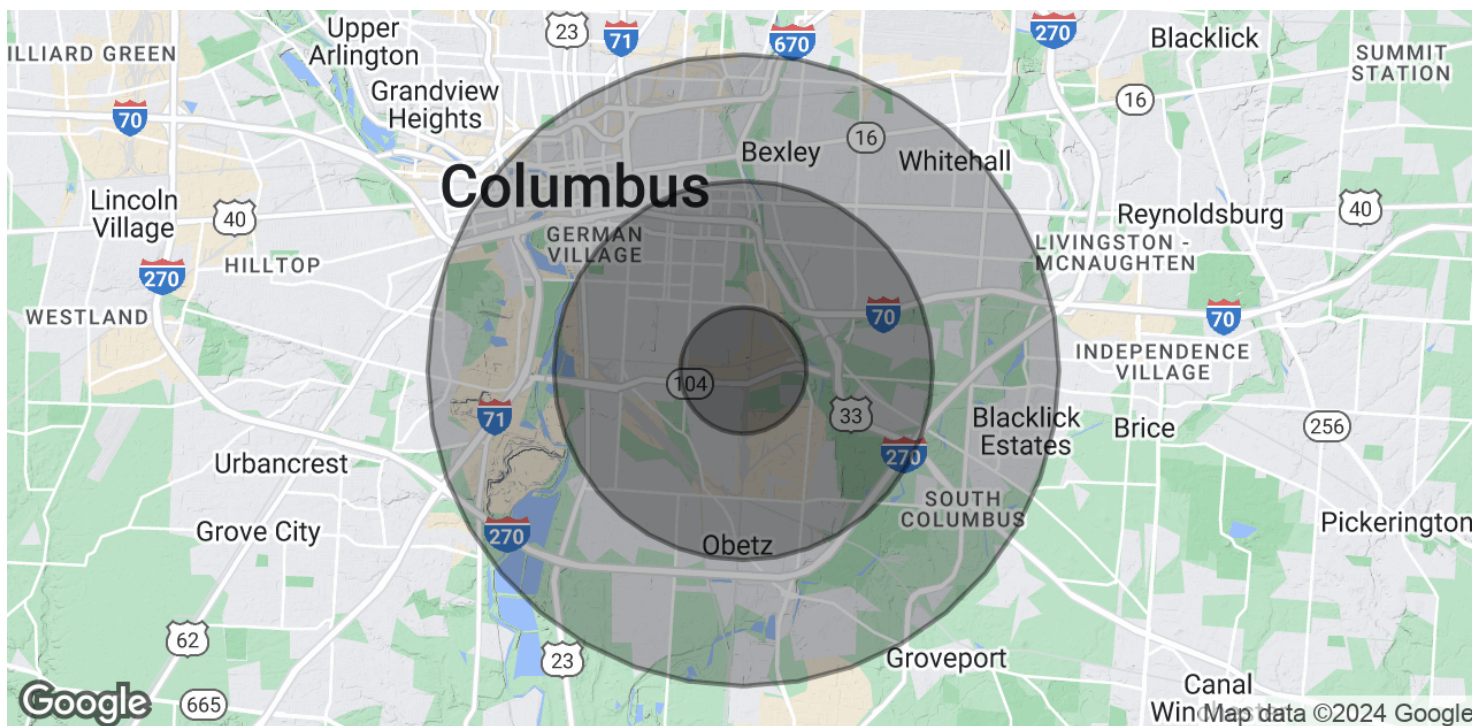 Upper
Arlington
23
71
670
270
Blacklick
ILLIARD GREEN
SUMMIT
STATION
Grandview
Heights
16
70
Bexley
16
Whitehall
Columbus
Lincoln
Village
40
Reynoldsburg
40
GERMAN
VILLAGE
LIVINGSTON -
MCNAUGHTEN
HILLTOP
270
WESTLAND
70
70
INDEPENDENCE
VILLAGE
104
71
33
Blacklick
Estates
Brice
256
Urbancrest
270
SOUTH
COLUMBUS
Grove City
270
Obetz
Pickerington
62
23
Groveport
Canal
Win
Google
665
Map data ©2024 Google